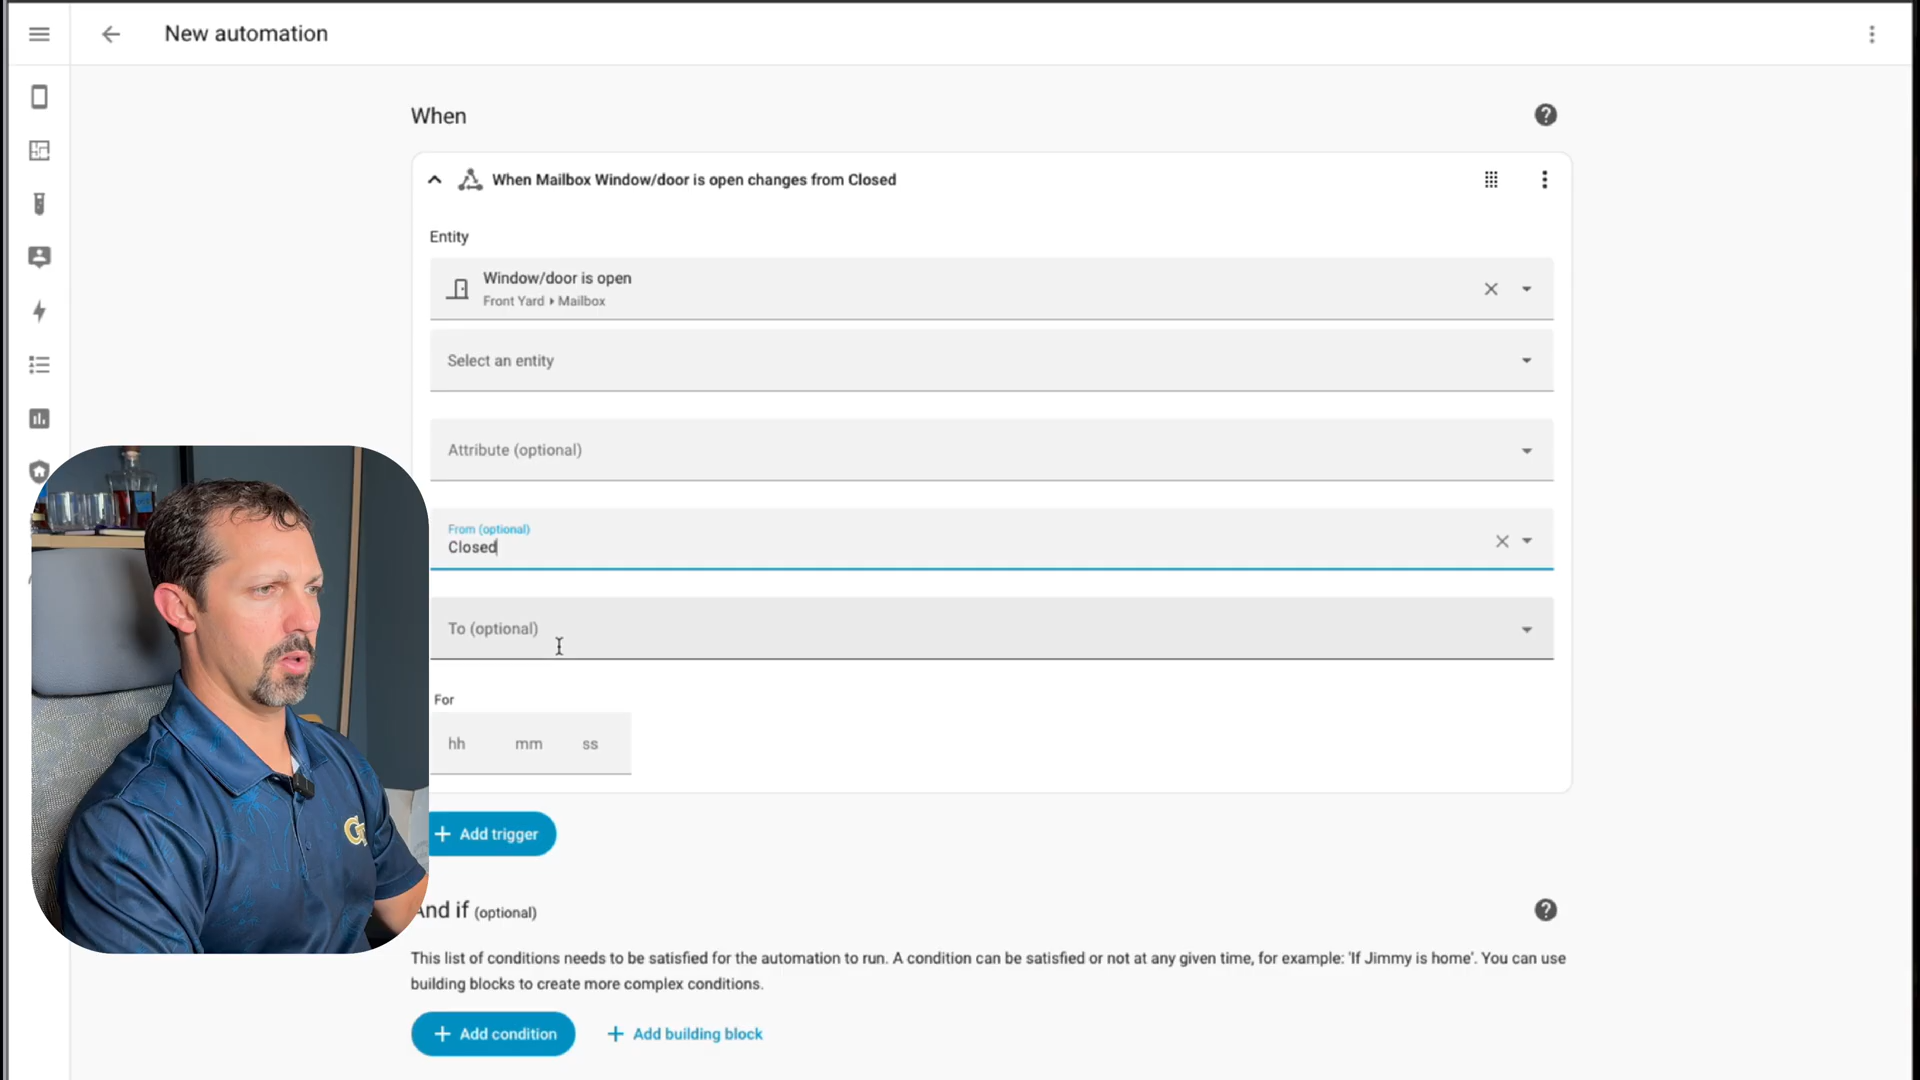 New automation
When
When Mailbox Window/door is open changes from Closed
Entity
Window/door is open
Front Yard ▸ Mailbox
Select an entity
Attribute (optional)
From (optional)
Closed
To (optional)
For
hh mm ss
+ Add trigger
And if (optional)
This list of conditions needs to be satisfied for the automation to run. A condition can be satisfied or not at any given time, for example: 'If Jimmy is home'. You can use
building blocks to create more complex conditions.
+ Add condition + Add building block
GT